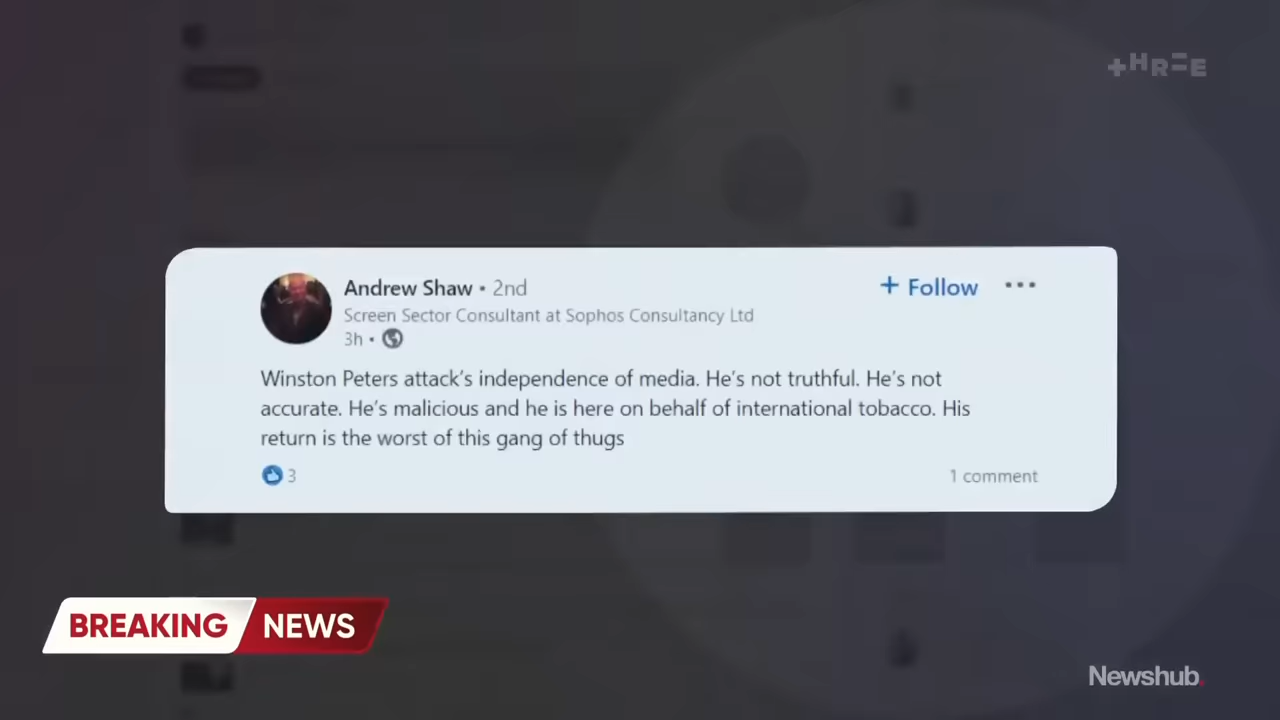 +HR=E
Andrew Shaw • 2nd
+ Follow
Screen Sector Consultant at Sophos Consultancy Ltd
3h •
Winston Peters attack's independence of media. He's not truthful. He's not
accurate. He's malicious and he is here on behalf of international tobacco. His
return is the worst of this gang of thugs
3
1 comment
BREAKING NEWS
Newshub.